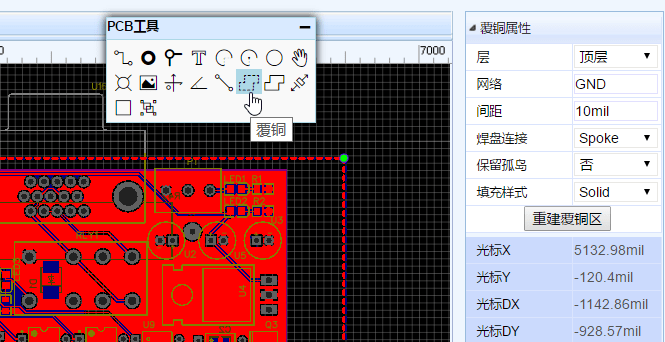 PCB工具
7000
T
覆铜
U16
P1
LED1 R1
LED2 R2
U3
U2
U5
U4
U9
Q3
覆铜属性
层 顶层
网络 GND
间距 10mil
焊盘连接 Spoke
保留孤岛 否
填充样式 Solid
重建覆铜区
光标X 5132.98mil
光标Y -120.4mil
光标DX -1142.86mil
光标DY -928.57mil